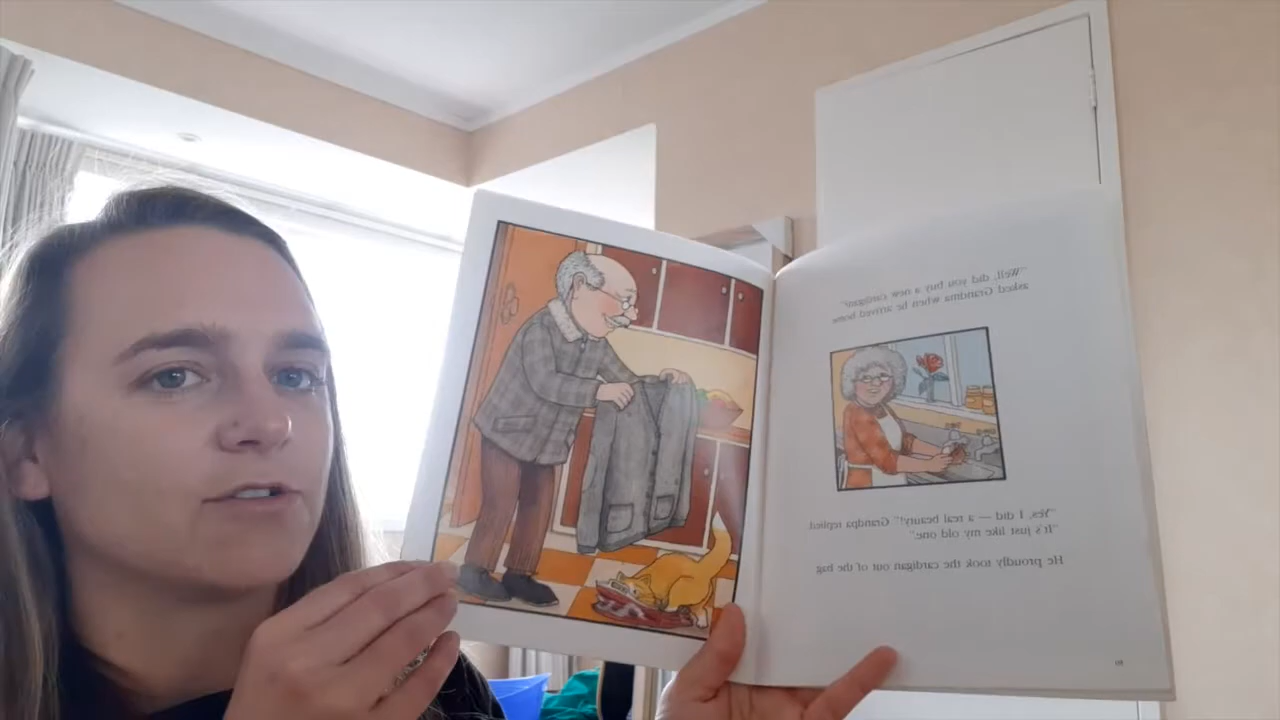 "Well, did you buy a new cardigan?"
asked Grandma when he arrived home.
"Yes, I did — a real beauty!" Grandpa replied.
"It's just like my old one."
He proudly took the cardigan out of the bag.